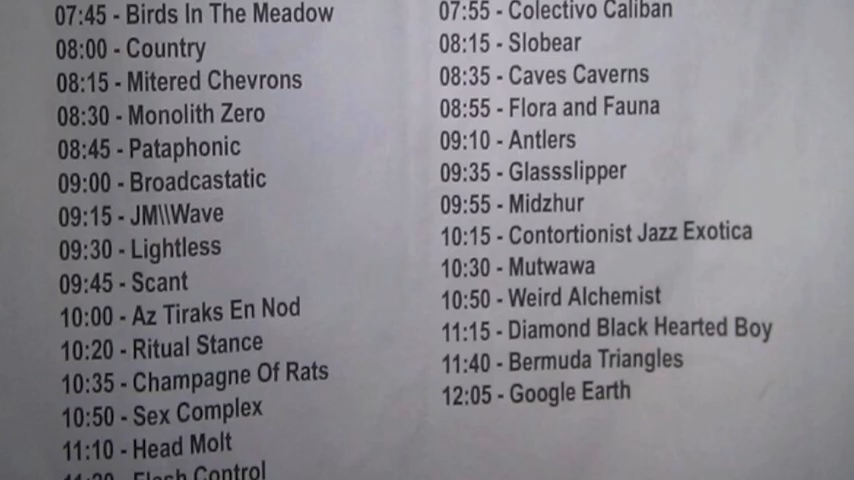 07:45 - Birds In The Meadow
08:00 - Country
08:15 - Mitered Chevrons
08:30 - Monolith Zero
08:45 - Pataphonic
09:00 - Broadcastatic
09:15 - JM\\Wave
09:30 - Lightless
09:45 - Scant
10:00 - Az Tiraks En Nod
10:20 - Ritual Stance
10:35 - Champagne Of Rats
10:50 - Sex Complex
11:10 - Head Molt
- Flesh Control
07:55 - Colectivo Caliban
08:15 - Slobear
08:35 - Caves Caverns
08:55 - Flora and Fauna
09:10 - Antlers
09:35 - Glassslipper
09:55 - Midzhur
10:15 - Contortionist Jazz Exotica
10:30 - Mutwawa
10:50 - Weird Alchemist
11:15 - Diamond Black Hearted Boy
11:40 - Bermuda Triangles
12:05 - Google Earth